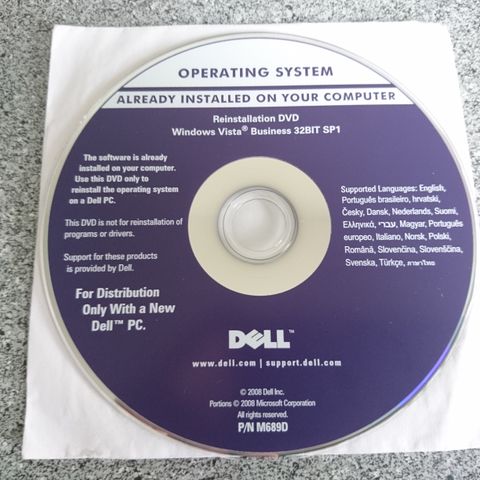 OPERATING SYSTEM
ALREADY INSTALLED ON YOUR COMPUTER
Reinstallation DVD
Windows Vista® Business 32BIT SP1
The software is already
installed on your computer.
Use this DVD only to
reinstall the operating system
on a Dell PC.
This DVD is not for reinstallation of
programs or drivers.
Support for these products
is provided by Dell.
For Distribution
Only With a New
Dell™ PC.
Supported Languages: English,
Português brasileiro, hrvatski,
Česky, Dansk, Nederlands, Suomi,
Ελληνικά, עברי, Magyar, Português
europeo, Italiano, Norsk, Polski,
Română, Slovenčina, Slovenščina,
Svenska, Türkçe, ภาษาไทย
DELL™
www.dell.com | support.dell.com
© 2008 Dell Inc.
Portions © 2008 Microsoft Corporation
All rights reserved.
P/N M689D